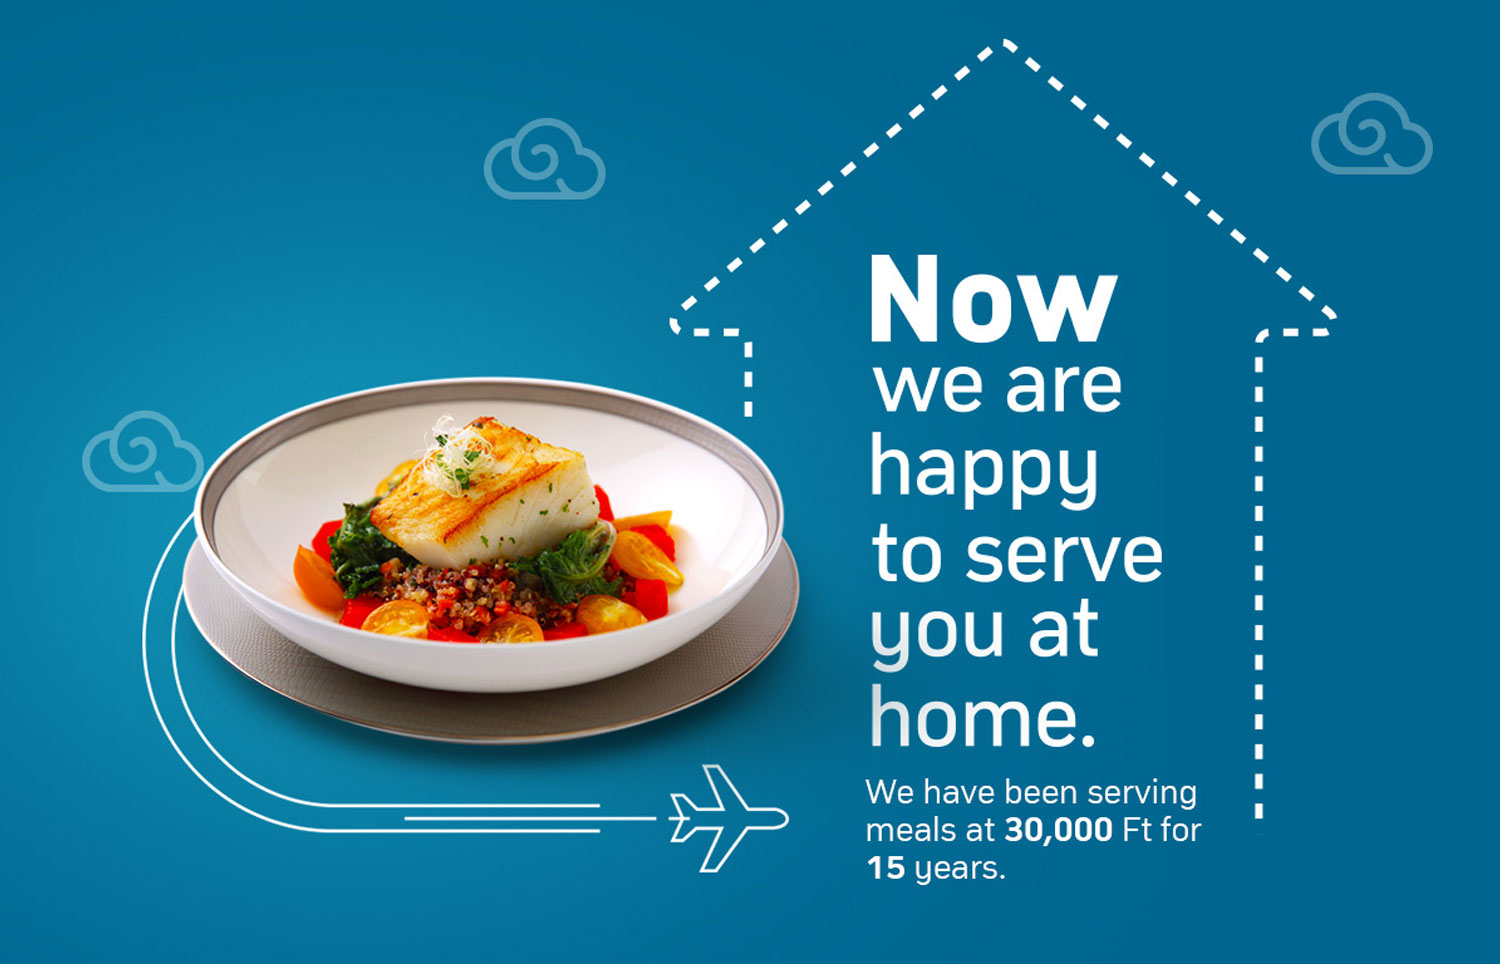 Now
we are
happy
to serve
you at
home.
We have been serving
meals at 30,000 Ft for
15 years.